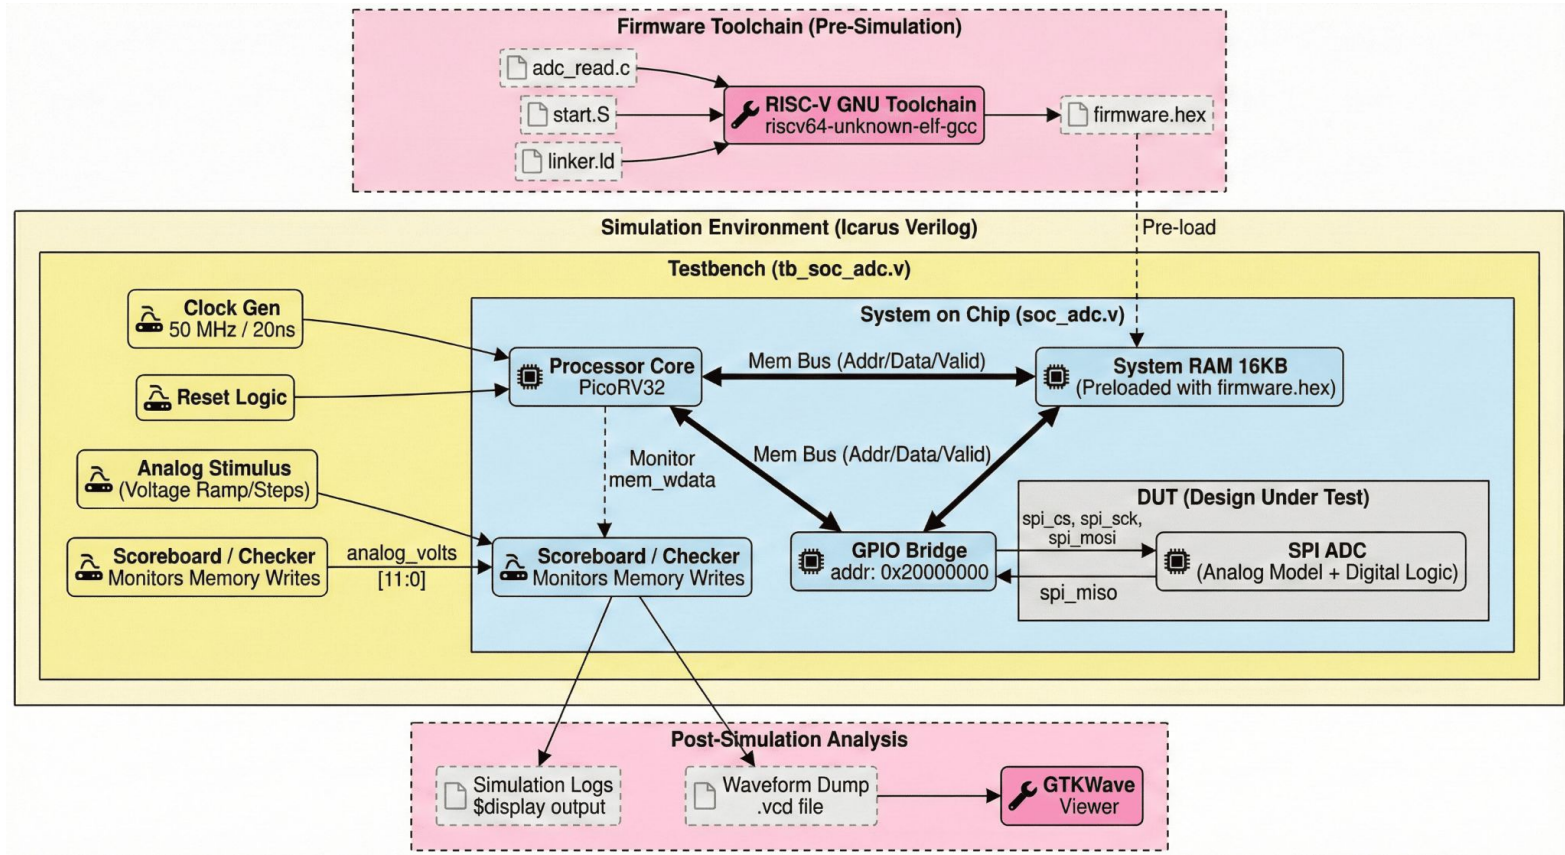 Firmware Toolchain (Pre-Simulation)
adc_read.c
start.S
linker.ld
RISC-V GNU Toolchain
riscv64-unknown-elf-gcc
firmware.hex
Pre-load
Simulation Environment (Icarus Verilog)
Testbench (tb_soc_adc.v)
Clock Gen
50 MHz / 20ns
Reset Logic
Analog Stimulus
(Voltage Ramp/Steps)
Scoreboard / Checker
Monitors Memory Writes
analog_volts
[11:0]
System on Chip (soc_adc.v)
Processor Core
PicoRV32
Mem Bus (Addr/Data/Valid)
System RAM 16KB
(Preloaded with firmware.hex)
Monitor
mem_wdata
Mem Bus (Addr/Data/Valid)
Scoreboard / Checker
Monitors Memory Writes
GPIO Bridge
addr: 0x20000000
DUT (Design Under Test)
spi_cs, spi_sck,
spi_mosi
spi_miso
SPI ADC
(Analog Model + Digital Logic)
Post-Simulation Analysis
Simulation Logs
$display output
Waveform Dump
.vcd file
GTKWave
Viewer